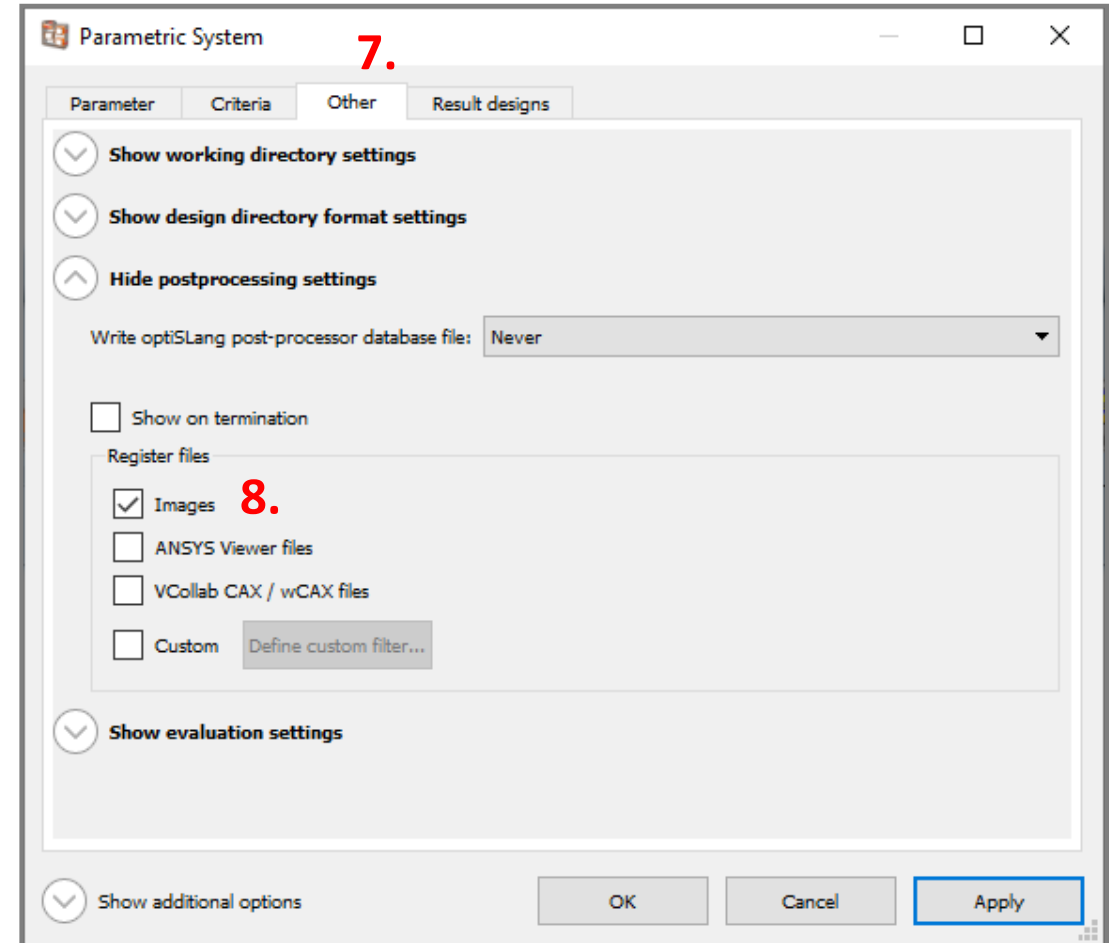 Parametric System
7.
Parameter Criteria Other Result designs
Show working directory settings
Show design directory format settings
Hide postprocessing settings
Write optiSLang post-processor database file: Never
Show on termination
Register files
Images 8.
ANSYS Viewer files
VCollab CAX / wCAX files
Custom Define custom filter...
Show evaluation settings
Show additional options OK Cancel Apply